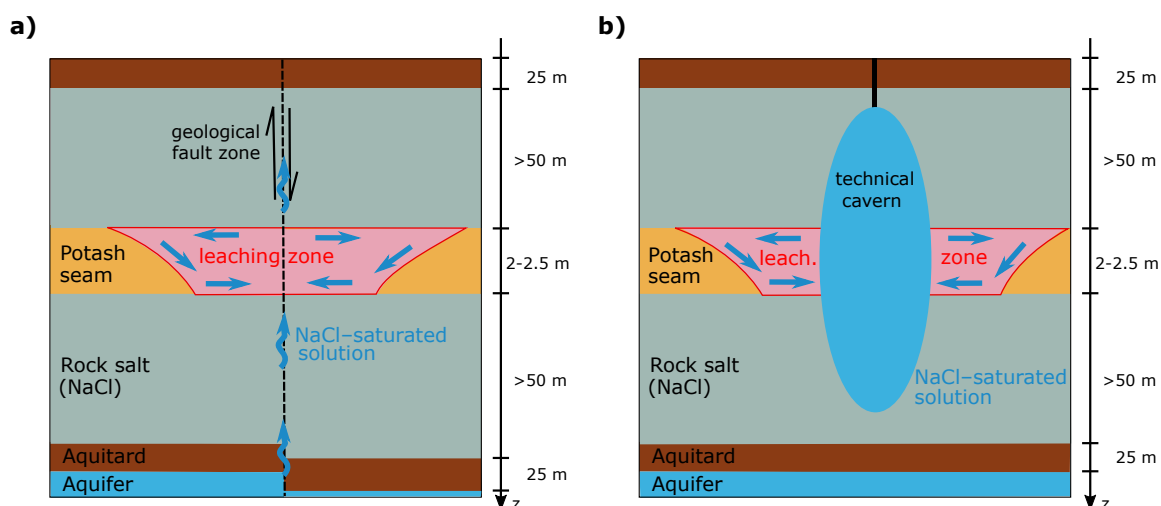 a)
geological
fault zone
Potash
seam
leaching zone
NaCl–saturated
solution
Rock salt
(NaCl)
Aquitard
Aquifer
25 m
>50 m
2-2.5 m
>50 m
25 m
z
b)
technical
cavern
Potash
seam
leach.
zone
NaCl–saturated
solution
Rock salt
(NaCl)
Aquitard
Aquifer
25 m
>50 m
2-2.5 m
>50 m
25 m
z